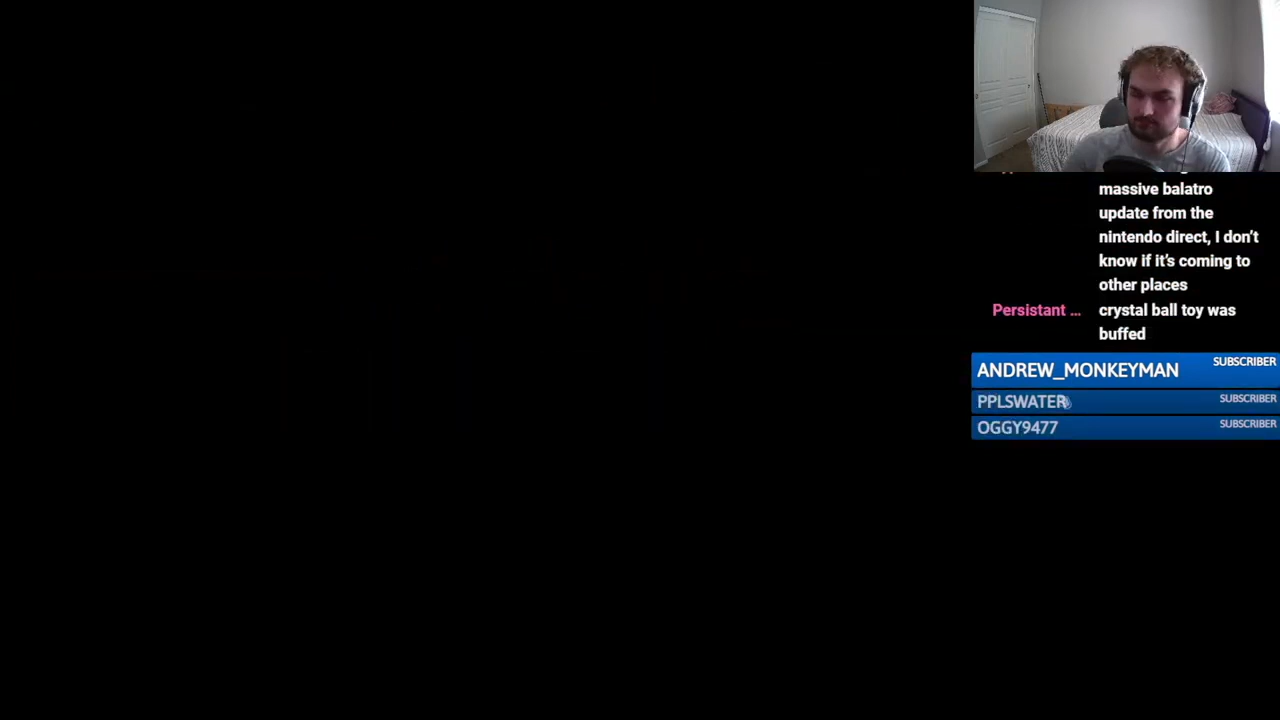 massive balatro
update from the
nintendo direct, I don't
know if it's coming to
other places
Persistant ... crystal ball toy was
buffed
ANDREW_MONKEYMAN SUBSCRIBER
PPLSWATER SUBSCRIBER
OGGY9477 SUBSCRIBER